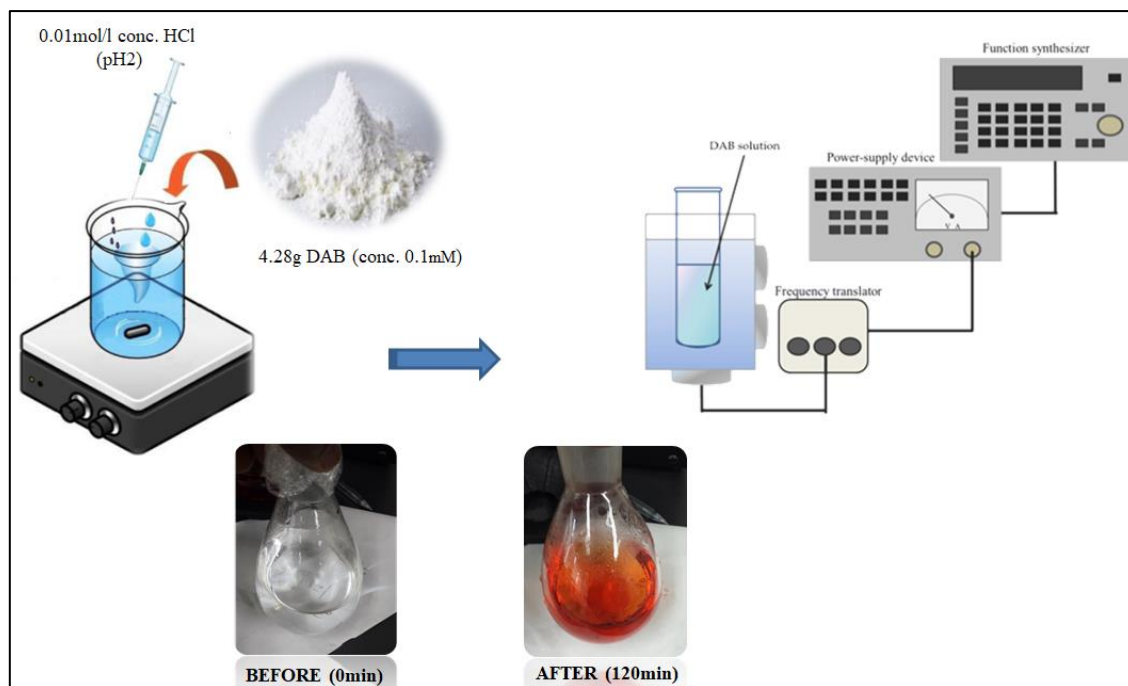 0.01mol/l conc. HCl
(pH2)
4.28g DAB (conc. 0.1mM)
Function synthesizer
Power-supply device
V A
DAB solution
Frequency translator
BEFORE (0min)
AFTER (120min)